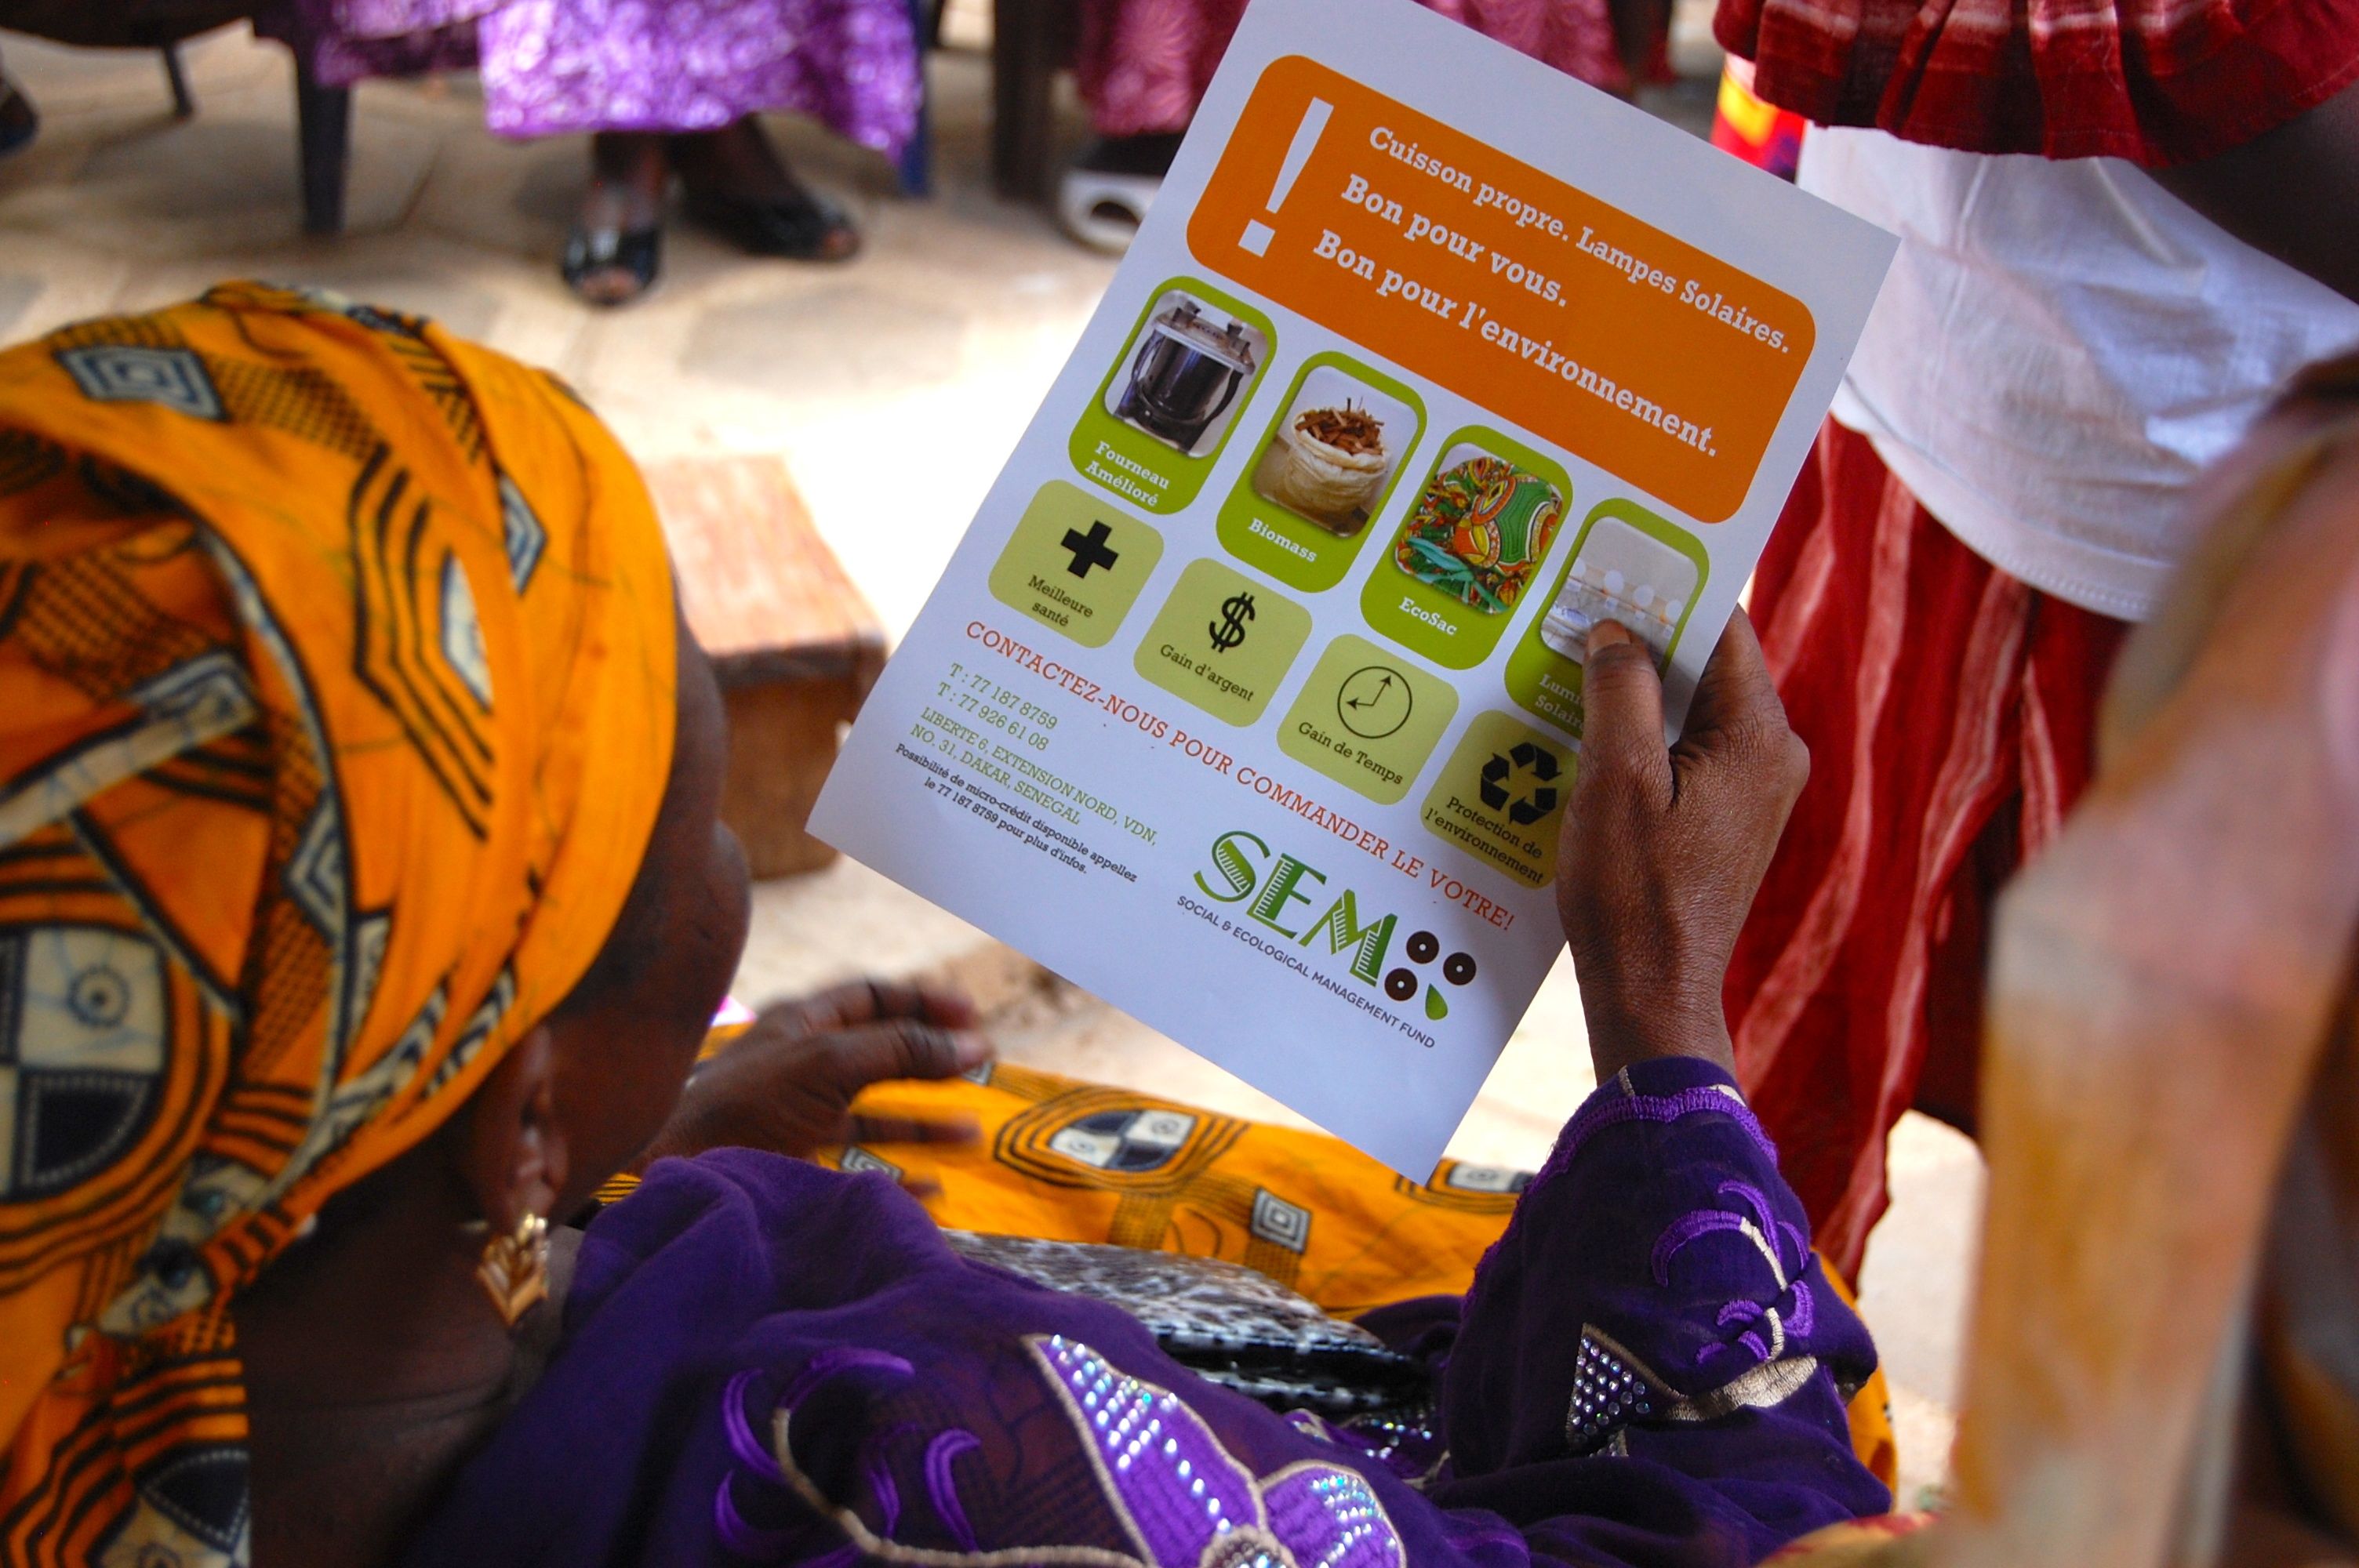 !
Cuisson propre. Lampes Solaires.
Bon pour vous.
Bon pour l'environnement.
Fourneau
Amélioré
Biomass
EcoSac
Solaire
Meilleure
santé
$
Gain d'argent
Gain de Temps
Protection de
l'environnement
CONTACTEZ-NOUS POUR COMMANDER LE VOTRE!
T : 77 187 8759
T : 77 926 61 08
LIBERTE 6, EXTENSION NORD, VDN,
NO. 31, DAKAR, SENEGAL
Possibilité de micro-crédit disponible appellez
le 77 187 8759 pour plus d'infos.
SEM
SOCIAL & ECOLOGICAL MANAGEMENT FUND